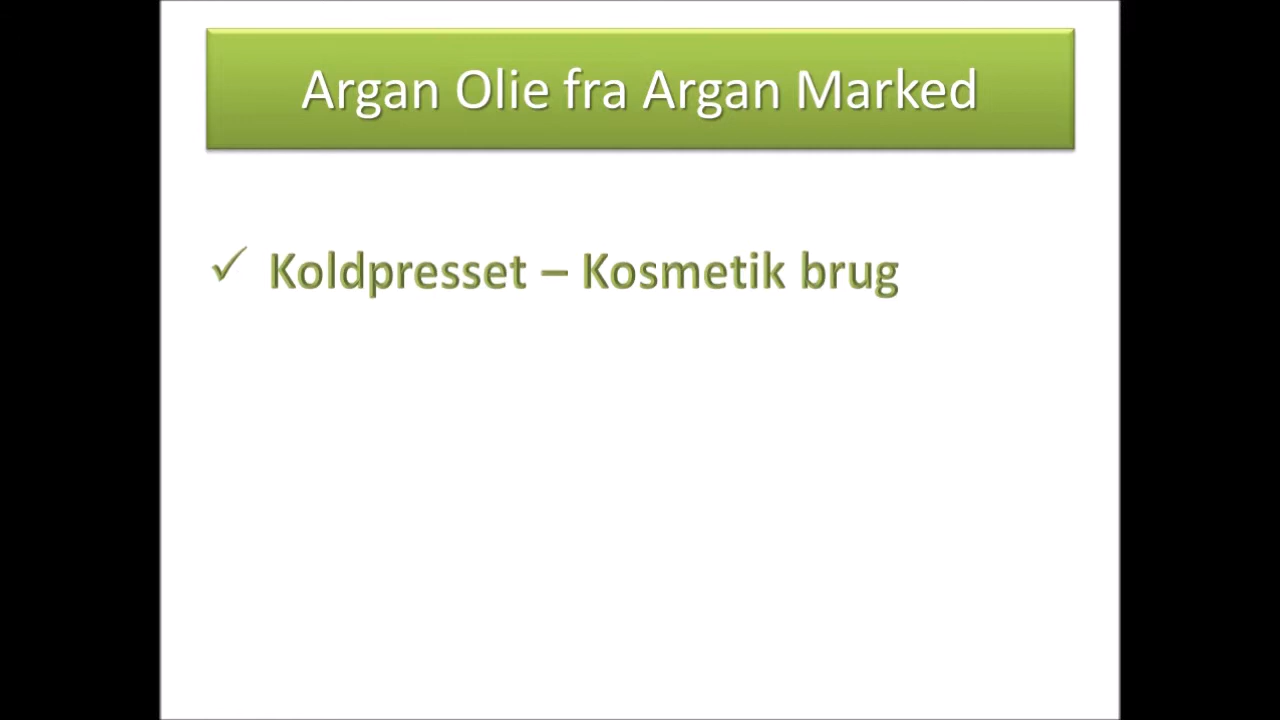 Argan Olie fra Argan Marked
✓ Koldpresset – Kosmetik brug